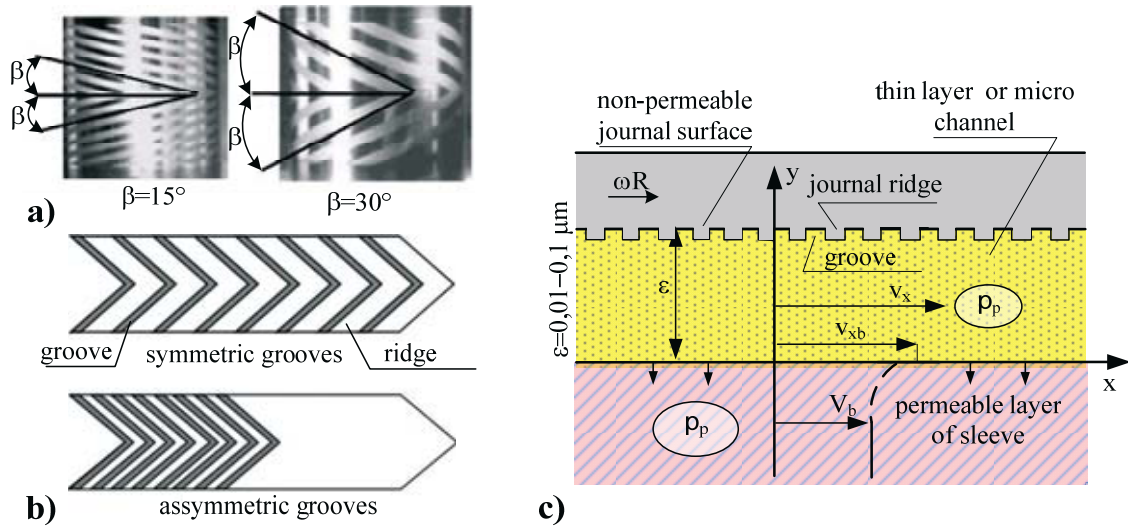 β
β
β
β
β=15°
β=30°
a)
groove
symmetric grooves
ridge
assymmetric grooves
b)
non-permeable
journal surface
thin layer or micro
channel
ωR
y
journal ridge
groove
ε=0,01–0,1 μm
ε
vx
pp
vxb
x
pp
Vb
permeable layer
of sleeve
c)